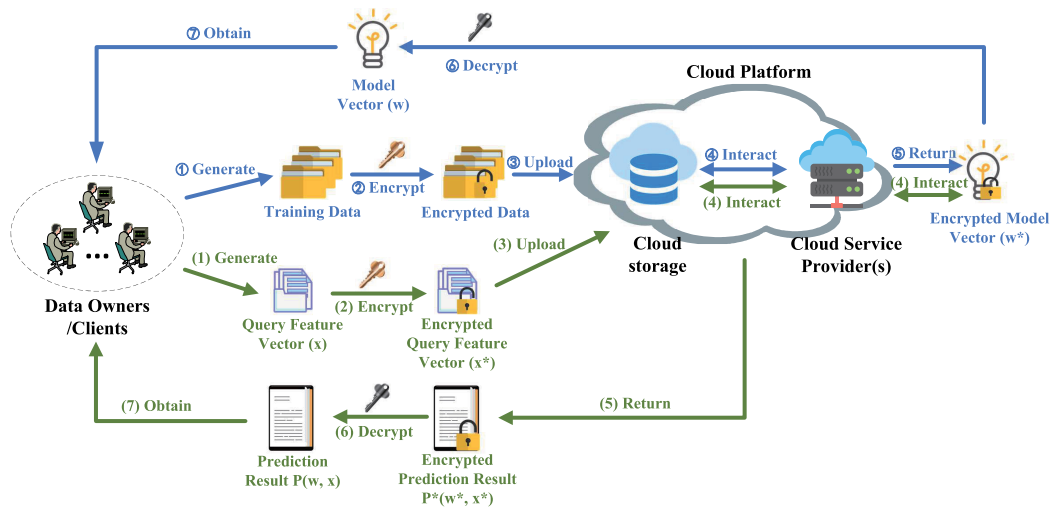 ⑦ Obtain
⑥ Decrypt
Model
Vector (w)
Cloud Platform
① Generate
② Encrypt
③ Upload
④ Interact
(4) Interact
⑤ Return
(4) Interact
Training Data
Encrypted Data
Encrypted Model
Vector (w*)
Cloud
storage
Cloud Service
Provider(s)
...
Data Owners
/Clients
(1) Generate
(2) Encrypt
(3) Upload
Query Feature
Vector (x)
Encrypted
Query Feature
Vector (x*)
(5) Return
(6) Decrypt
(7) Obtain
Prediction
Result P(w, x)
Encrypted
Prediction Result
P*(w*, x*)